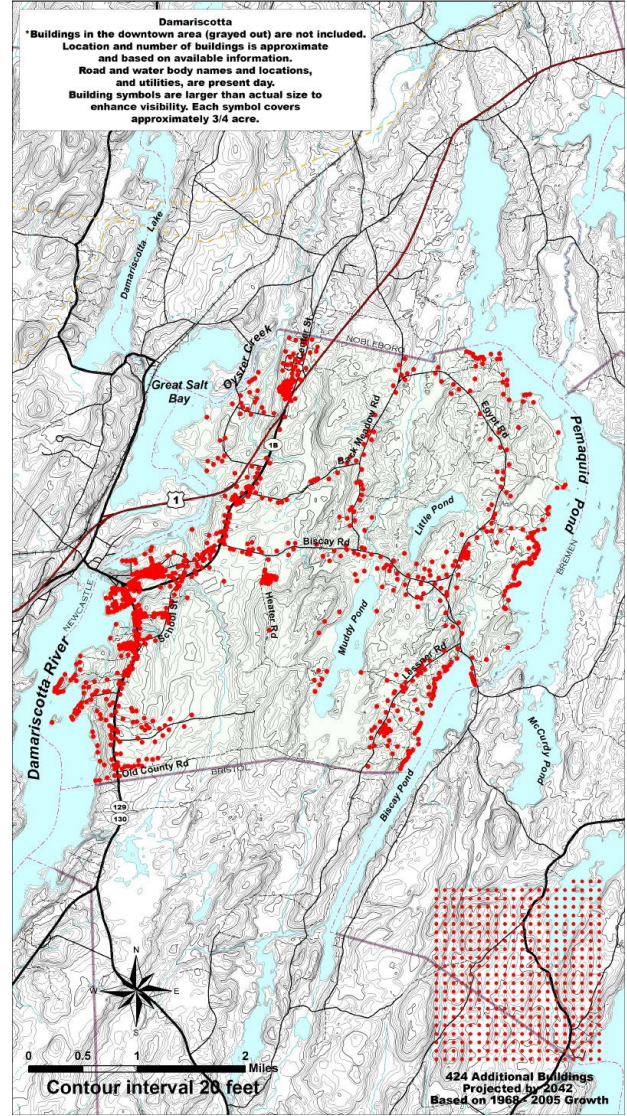 Damariscotta
*Buildings in the downtown area (grayed out) are not included.
Location and number of buildings is approximate
and based on available information.
Road and water body names and locations,
and utilities, are present day.
Building symbols are larger than actual size to
enhance visibility. Each symbol covers
approximately 3/4 acre.
Damariscotta Lake
Oyster Creek
Center St
NOBLEBORO
Great Salt
Bay
1B
Back Meadow Rd
Egypt Rd
Pemaquid Pond
1
Little Pond
Biscay Rd
BREMEN
NEWCASTLE
School St
Heater Rd
Muddy Pond
Lessner Rd
Damariscotta River
McCurdy Pond
Old County Rd
BRISTOL
Biscay Pond
129
130
N
W E
S
0 0.5 1 2
Miles
Contour interval 20 feet
424 Additional Buildings
Projected by 2042
Based on 1968 - 2005 Growth